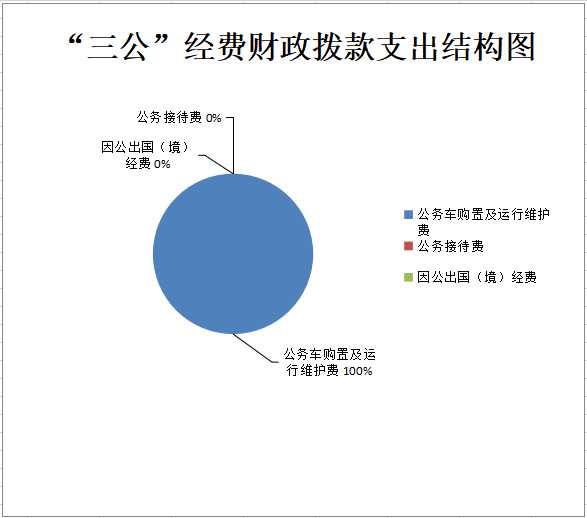 “三公”经费财政拨款支出结构图
公务接待费 0%
因公出国（境）
经费 0%
公务车购置及运行维护
费
公务接待费
因公出国（境）经费
公务车购置及运
行维护费 100%